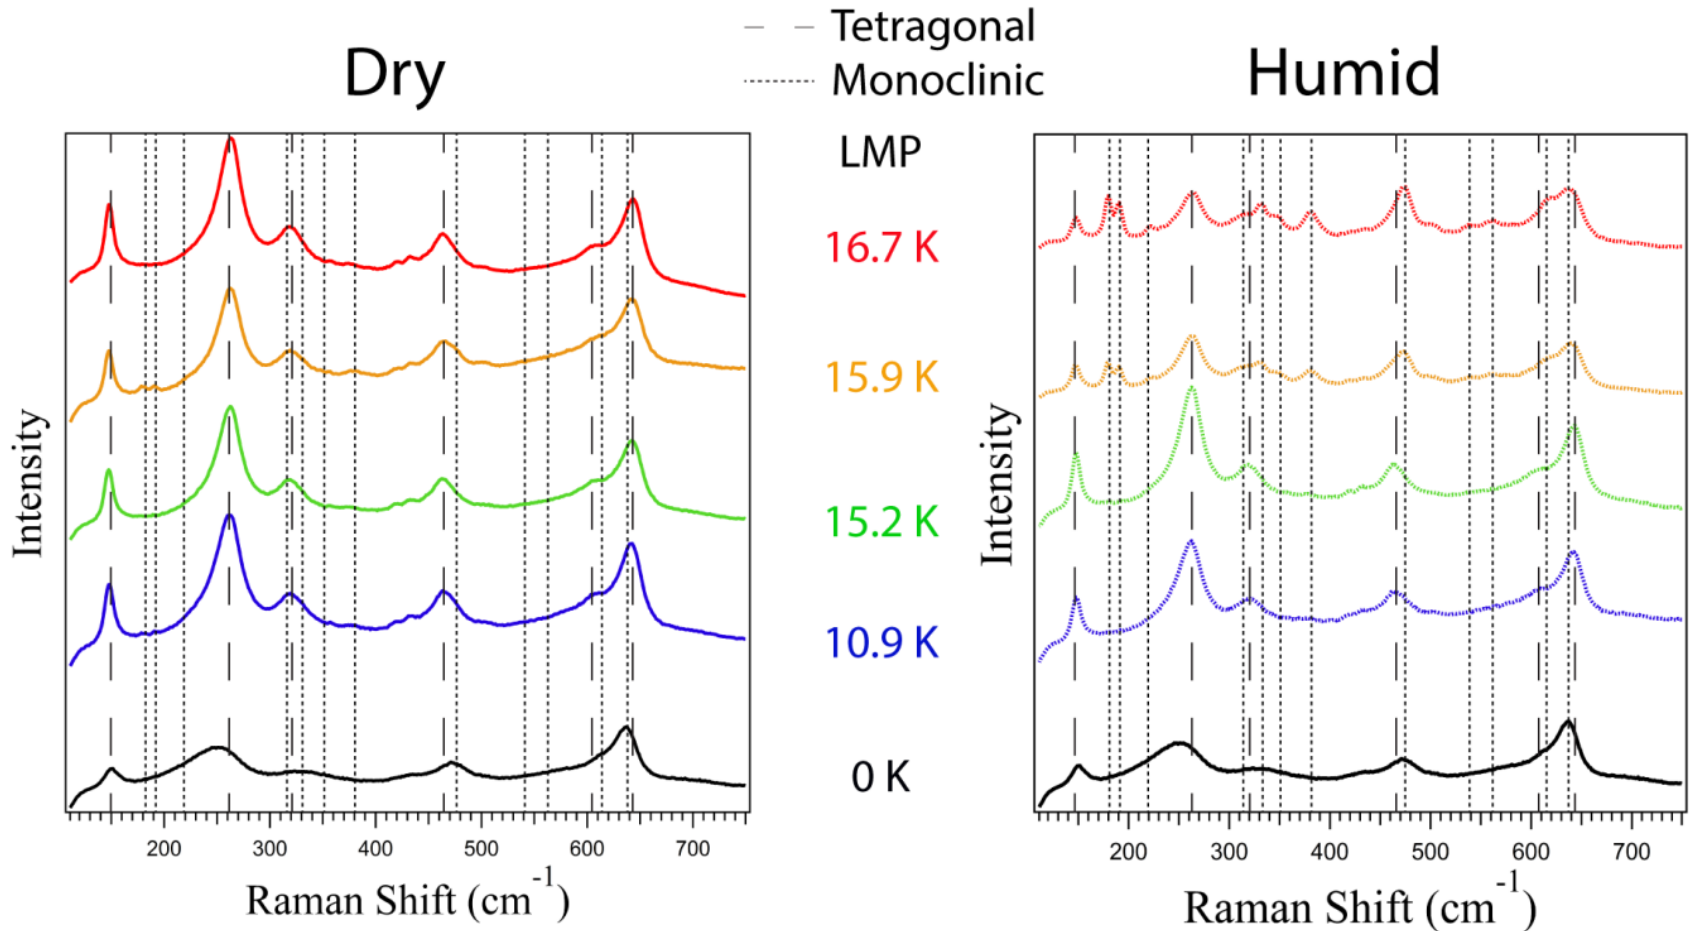 Tetragonal
Monoclinic
Dry
Humid
LMP
16.7 K
15.9 K
15.2 K
10.9 K
0 K
Intensity
200 300 400 500 600 700
Raman Shift (cm-1)
Intensity
200 300 400 500 600 700
Raman Shift (cm-1)